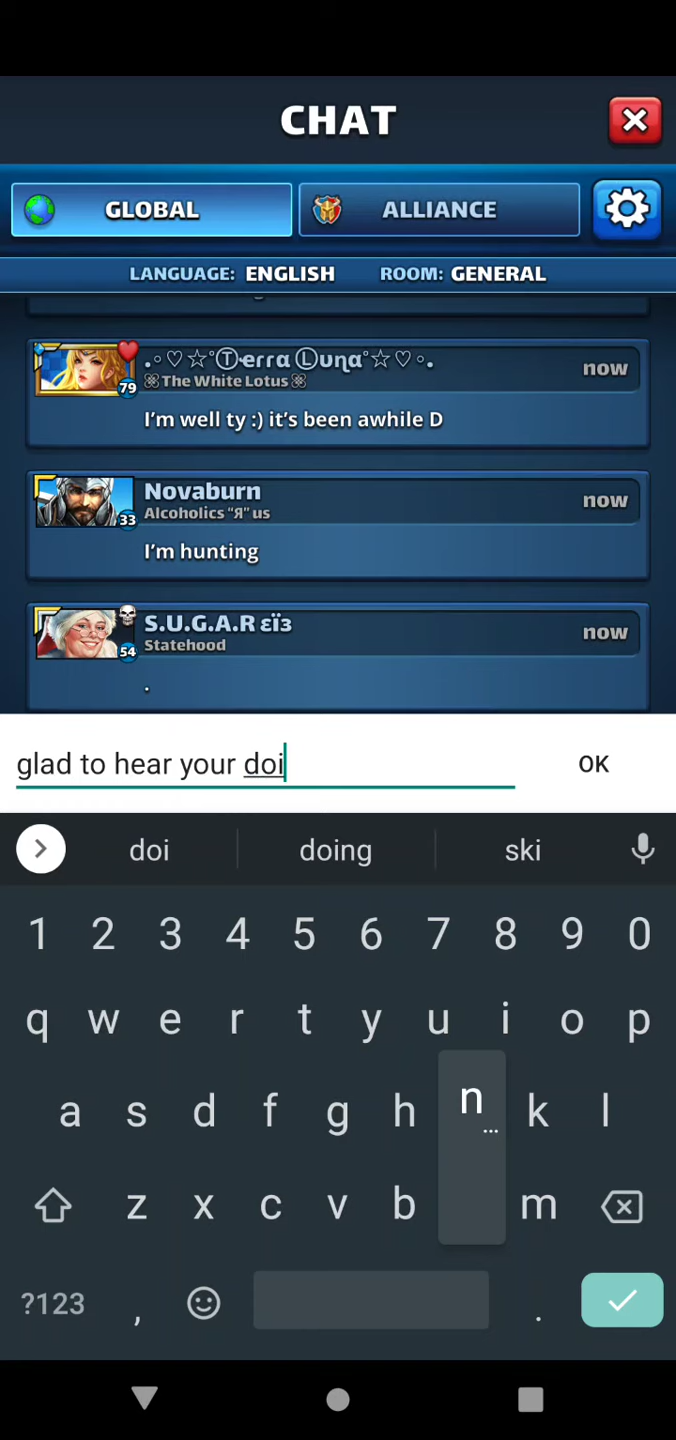 CHAT
GLOBAL
ALLIANCE
LANGUAGE: ENGLISH ROOM: GENERAL
.◦♡☆°Ⓣerrα Ⓛυηα°☆♡◦.
now
֍The White Lotus֍
79
I'm well ty :) it's been awhile D
Novaburn
now
Alcoholics "Я" us
33
I'm hunting
S.U.G.A.R εїз
now
Statehood
54
.
glad to hear your doi
OK
doi doing ski
1 2 3 4 5 6 7 8 9 0
q w e r t y u i o p
a s d f g h n k l
...
z x c v b m
?123 , .